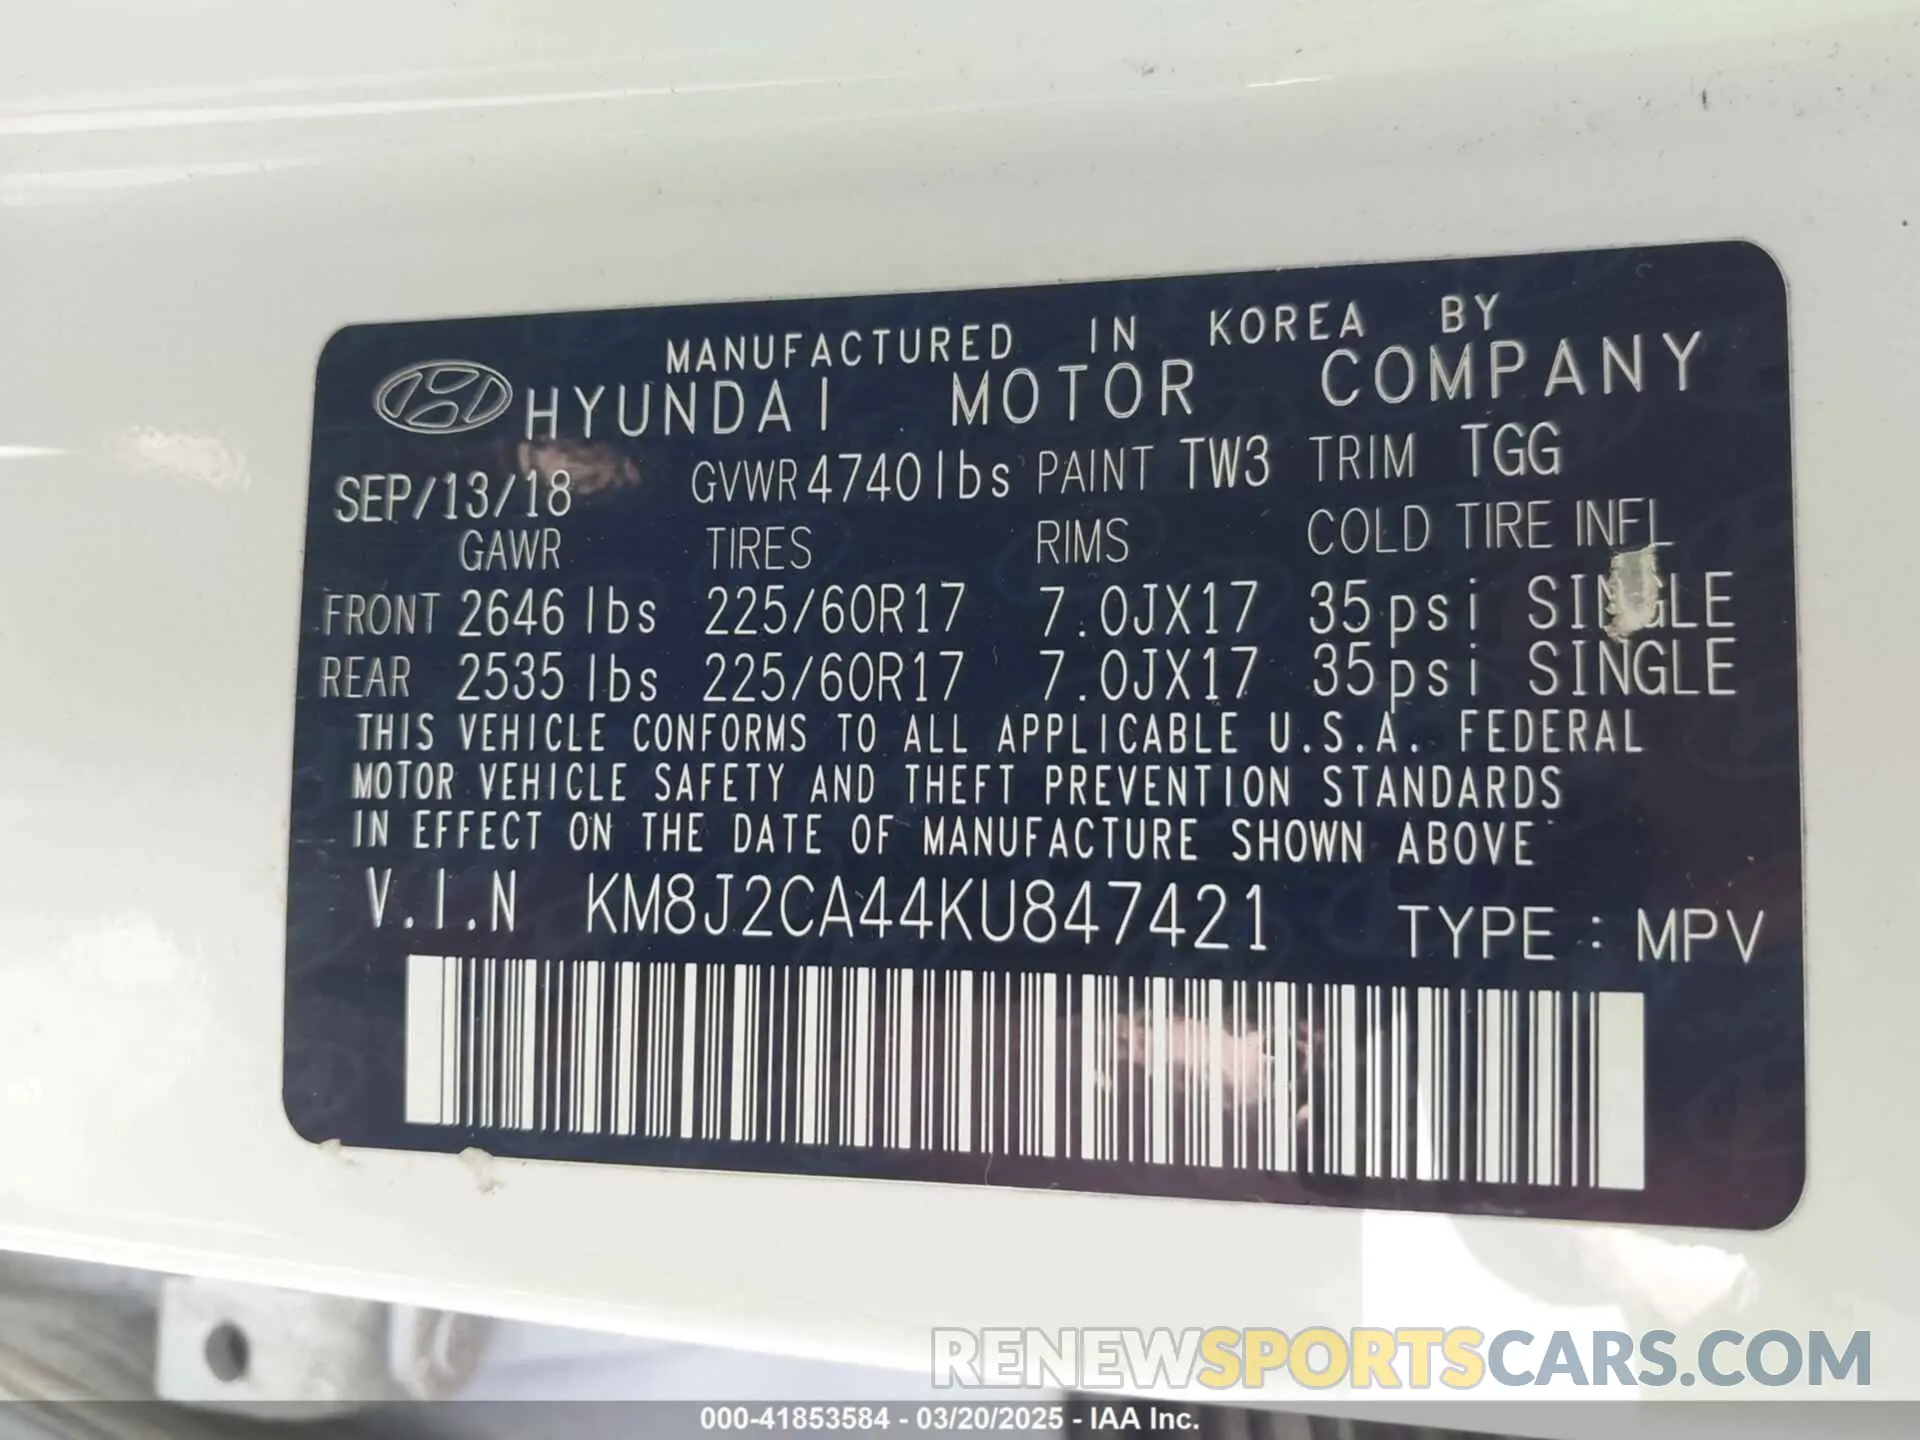 MANUFACTURED IN KOREA BY
HYUNDAI MOTOR COMPANY
SEP/13/18 GVWR 4740lbs PAINT TW3 TRIM TGG
GAWR TIRES RIMS COLD TIRE INFL
FRONT 2646lbs 225/60R17 7.0JX17 35psi SINGLE
REAR 2535lbs 225/60R17 7.0JX17 35psi SINGLE
THIS VEHICLE CONFORMS TO ALL APPLICABLE U.S.A. FEDERAL
MOTOR VEHICLE SAFETY AND THEFT PREVENTION STANDARDS
IN EFFECT ON THE DATE OF MANUFACTURE SHOWN ABOVE
V.I.N KM8J2CA44KU847421 TYPE : MPV
RENEWSPORTSCARS.COM
000-41853584 - 03/20/2025 - IAA Inc.